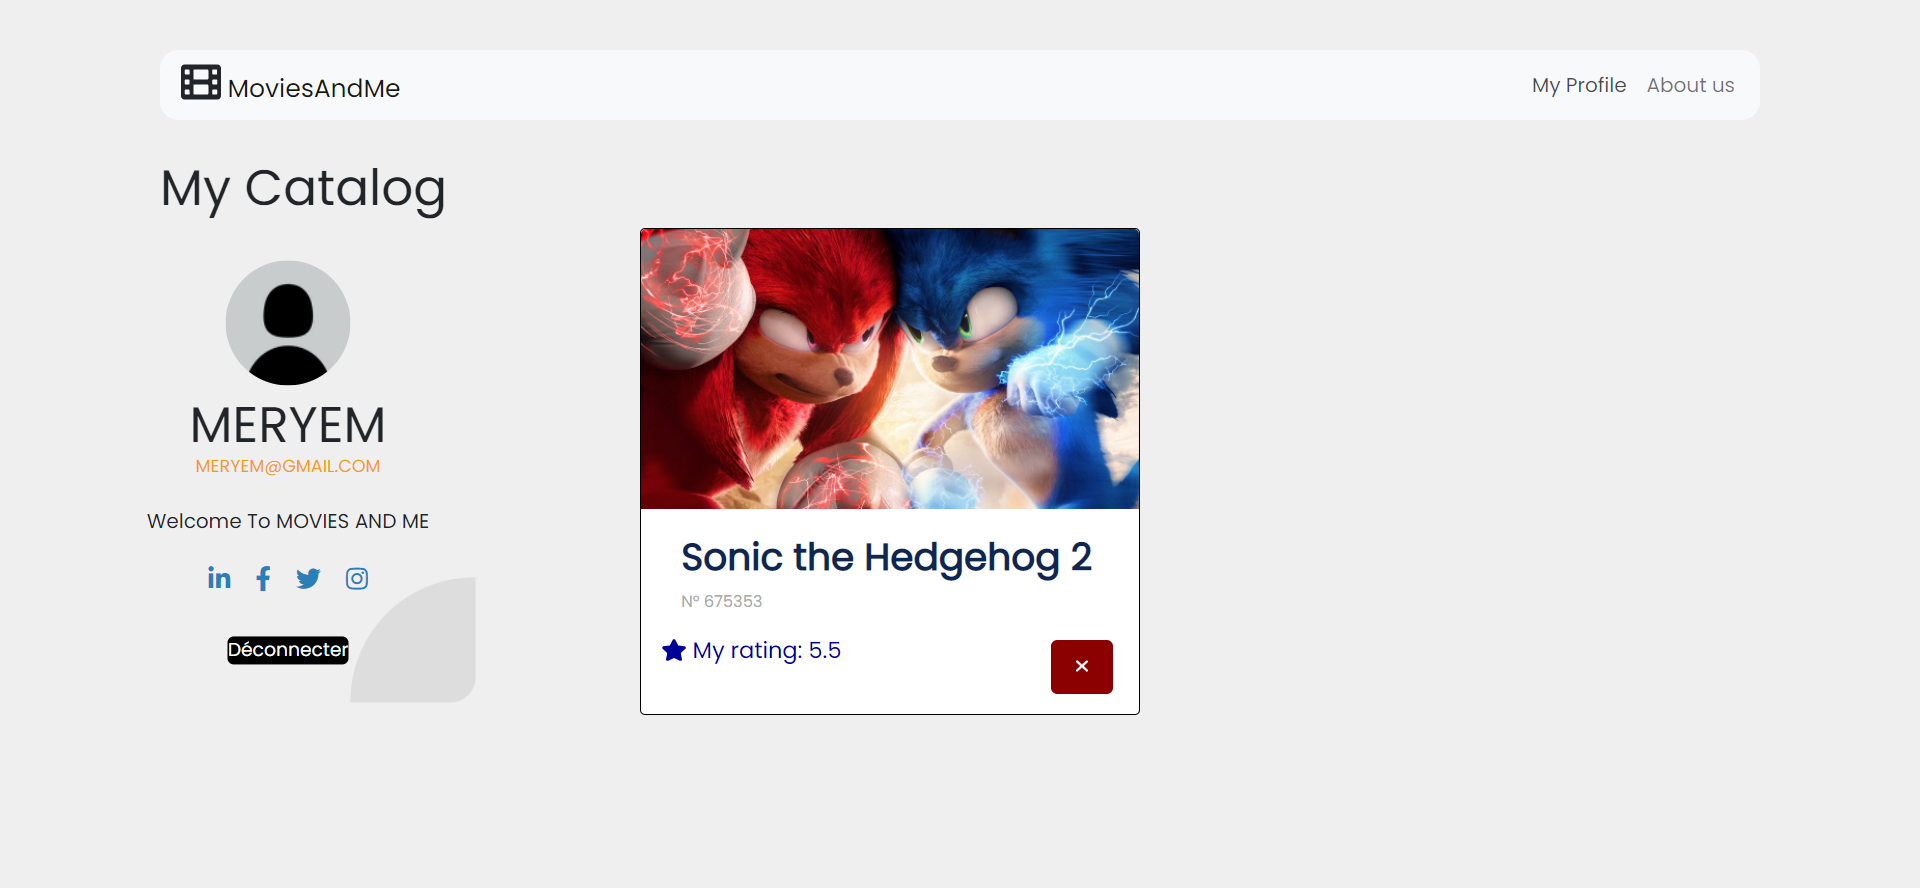 MoviesAndMe
My Profile
About us
My Catalog
MERYEM
MERYEM@GMAIL.COM
Welcome To MOVIES AND ME
Déconnecter
Sonic the Hedgehog 2
N° 675353
My rating: 5.5